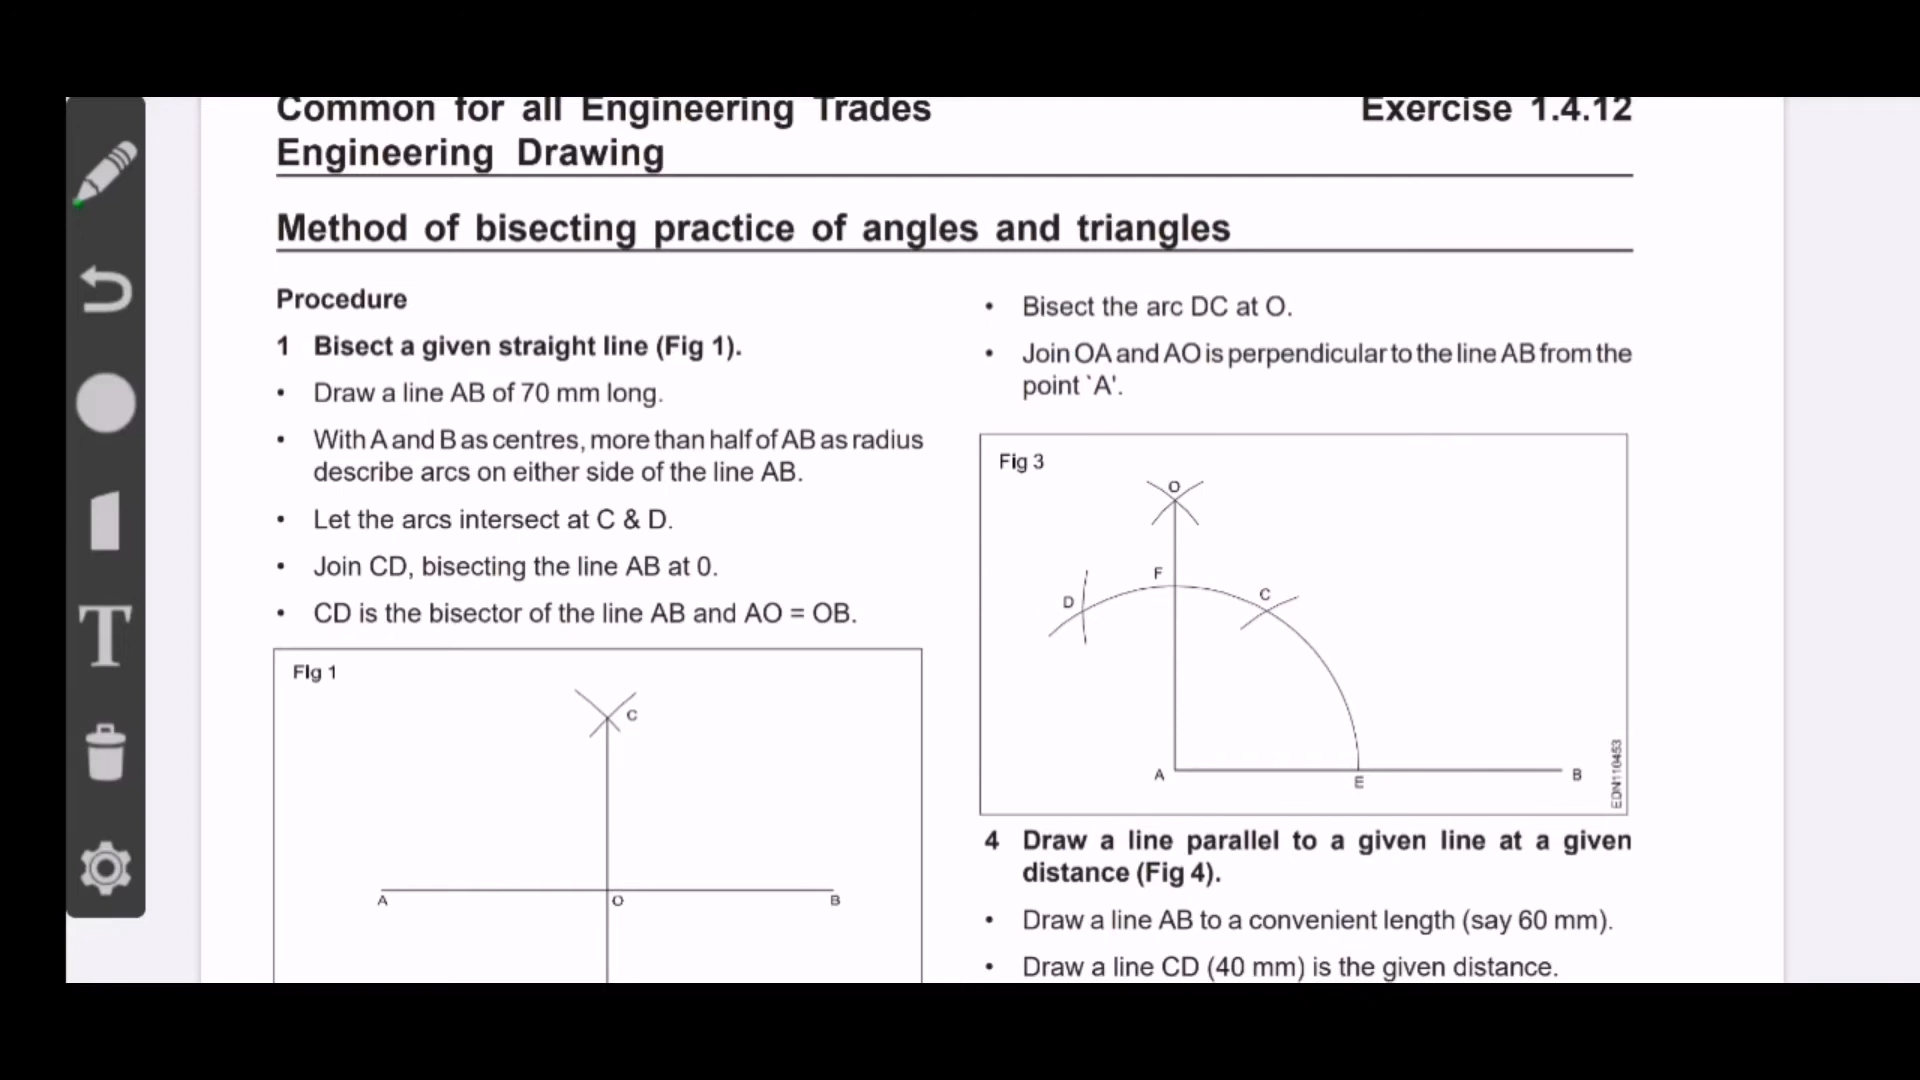 Common for all Engineering Trades
Exercise 1.4.12
Engineering Drawing
Method of bisecting practice of angles and triangles
Procedure
1 Bisect a given straight line (Fig 1).
• Draw a line AB of 70 mm long.
• With A and B as centres, more than half of AB as radius
describe arcs on either side of the line AB.
• Let the arcs intersect at C & D.
• Join CD, bisecting the line AB at 0.
• CD is the bisector of the line AB and AO = OB.
FIg 1
C
A
O
B
• Bisect the arc DC at O.
• Join OA and AO is perpendicular to the line AB from the
point `A'.
Fig 3
O
F
D
C
A
E
B
EDN110453
4 Draw a line parallel to a given line at a given
distance (Fig 4).
• Draw a line AB to a convenient length (say 60 mm).
• Draw a line CD (40 mm) is the given distance.
T